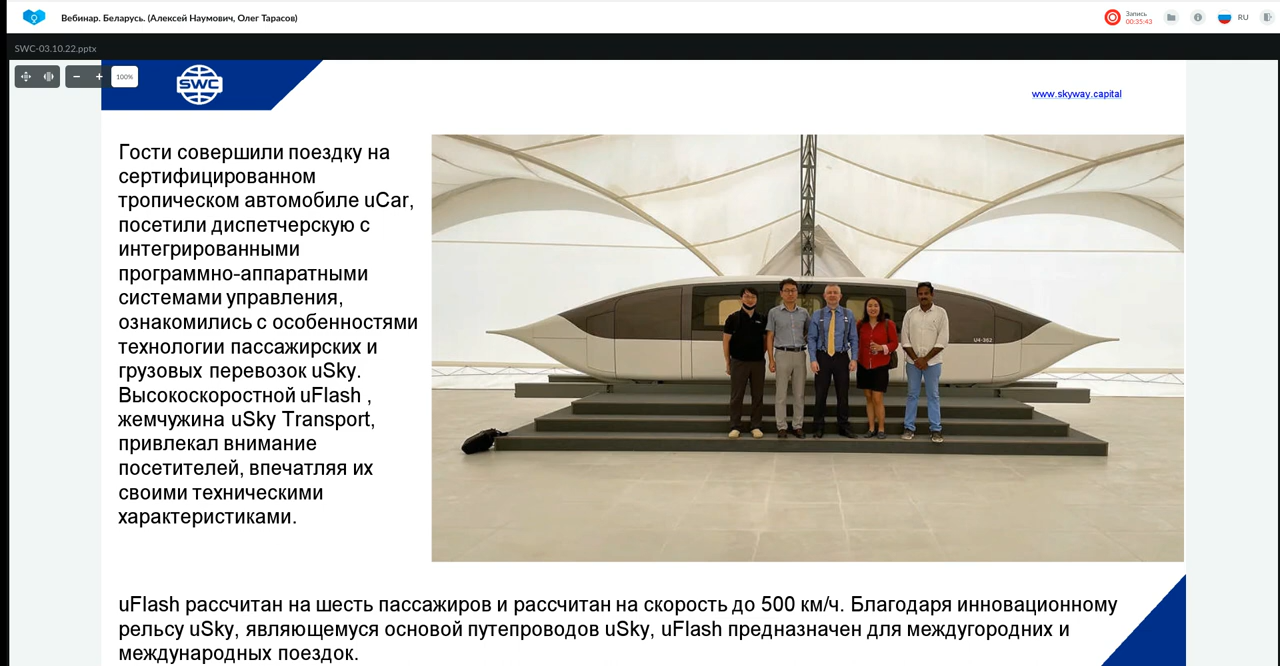 Вебинар. Беларусь. (Алексей Наумович, Олег Тарасов)
Запись
00:35:43
RU
SWC-03.10.22.pptx
100%
SWC
www.skyway.capital
Гости совершили поездку на
сертифицированном
тропическом автомобиле uCar,
посетили диспетчерскую с
интегрированными
программно-аппаратными
системами управления,
ознакомились с особенностями
технологии пассажирских и
грузовых перевозок uSky.
Высокоскоростной uFlash ,
жемчужина uSky Transport,
привлекал внимание
посетителей, впечатляя их
своими техническими
характеристиками.
U4-362
uFlash рассчитан на шесть пассажиров и рассчитан на скорость до 500 км/ч. Благодаря инновационному
рельсу uSky, являющемуся основой путепроводов uSky, uFlash предназначен для междугородних и
международных поездок.